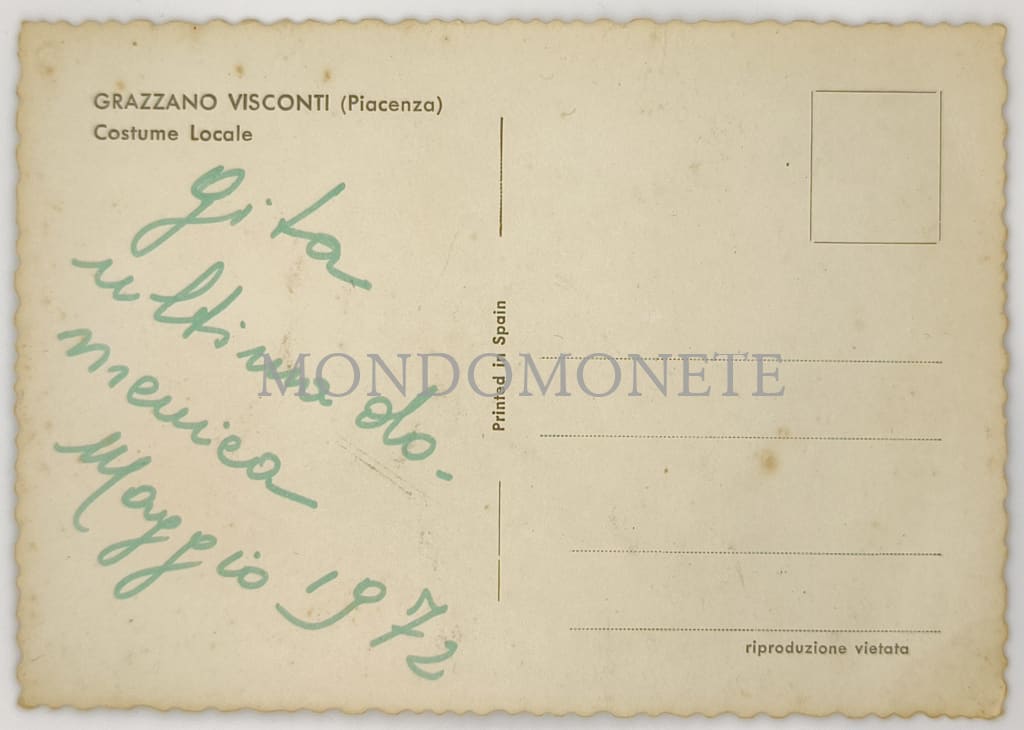 GRAZZANO VISCONTI (Piacenza)
Costume Locale
Gita
ultima do-
menica
Maggio 1972
Printed in Spain
MONDOMONETE
riproduzione vietata